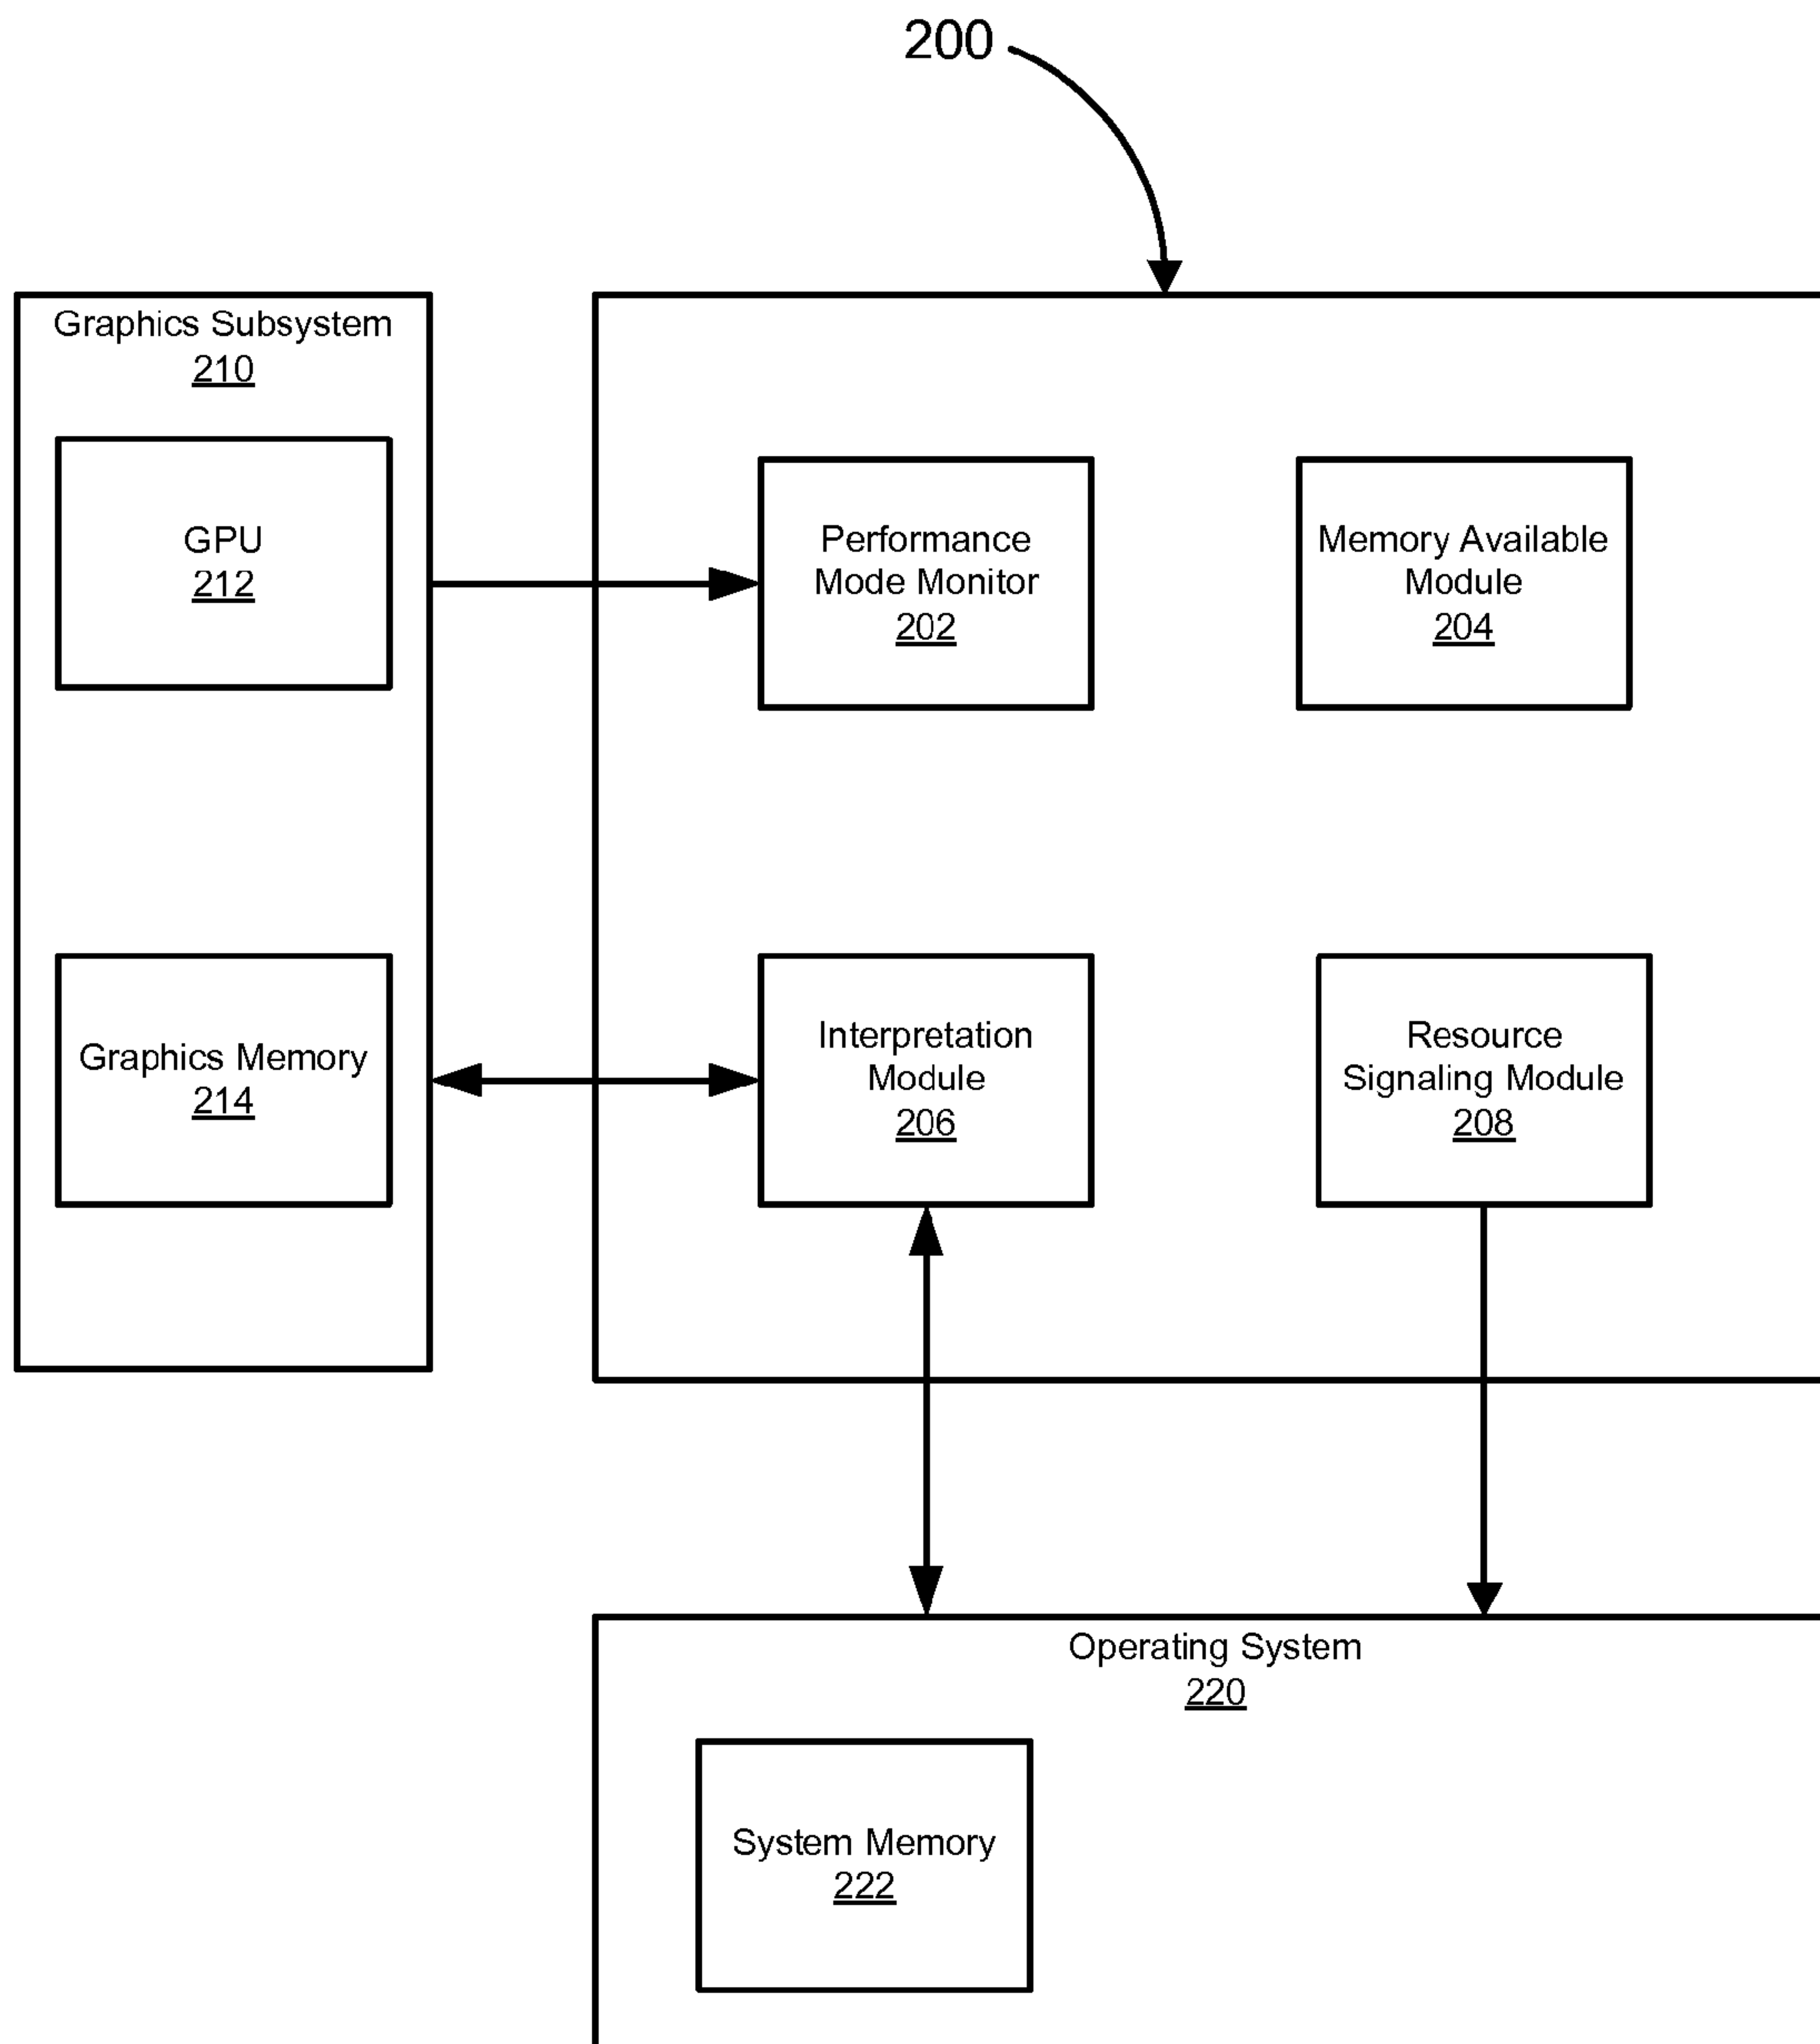 200
Graphics Subsystem
210
GPU
212
Performance
Mode Monitor
202
Memory Available
Module
204
Graphics Memory
214
Interpretation
Module
206
Resource
Signaling Module
208
Operating System
220
System Memory
222